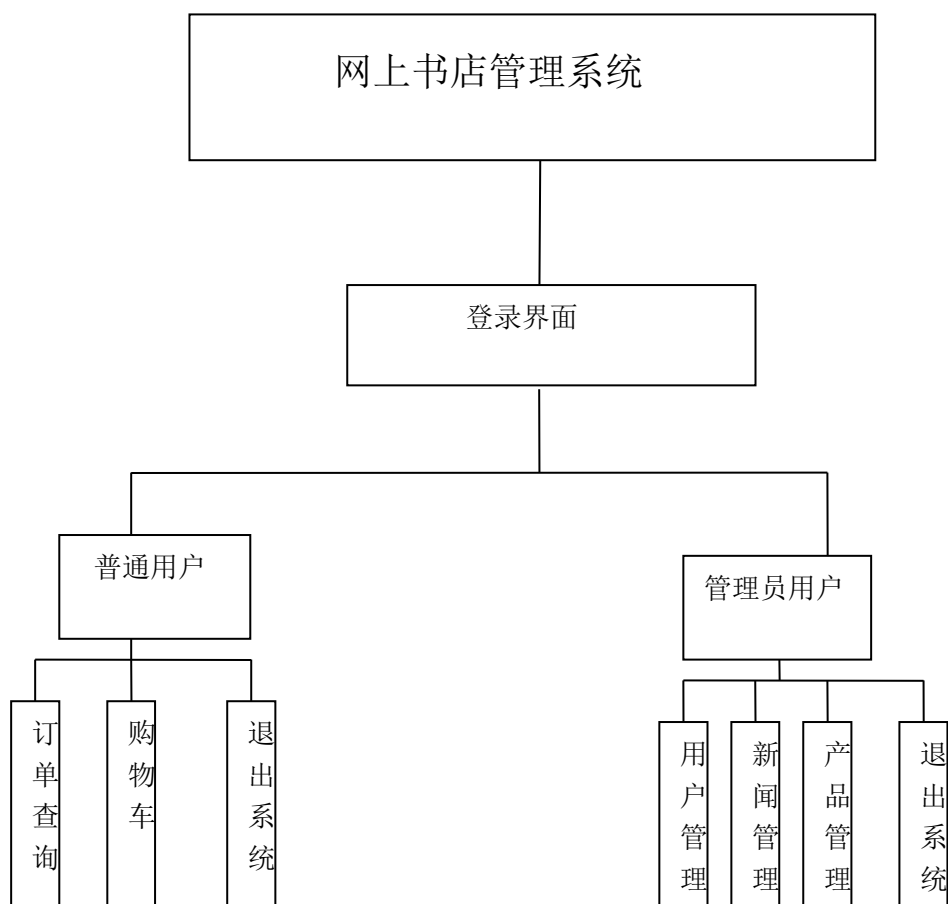 网上书店管理系统
登录界面
普通用户
管理员用户
订单查询
购物车
退出系统
用户管理
新闻管理
产品管理
退出系统